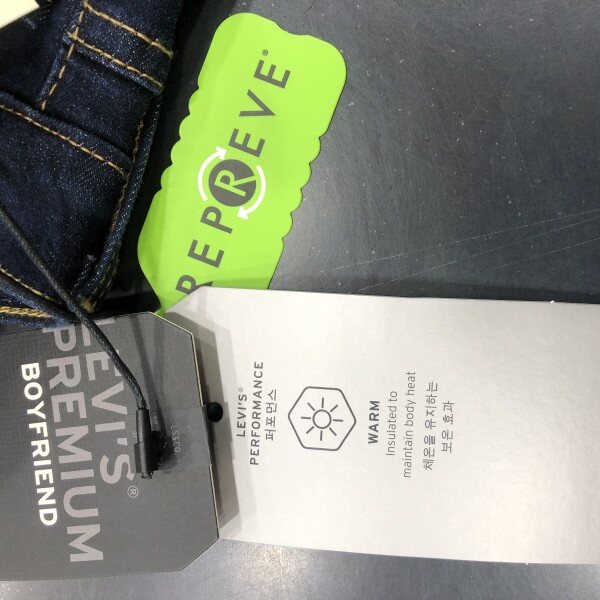 REPREVE®
LEVI'S®
PREMIUM
BOYFRIEND
LEVI'S®
PERFORMANCE
퍼포먼스
WARM
Insulated to
maintain body heat
체온을 유지하는
보온 효과